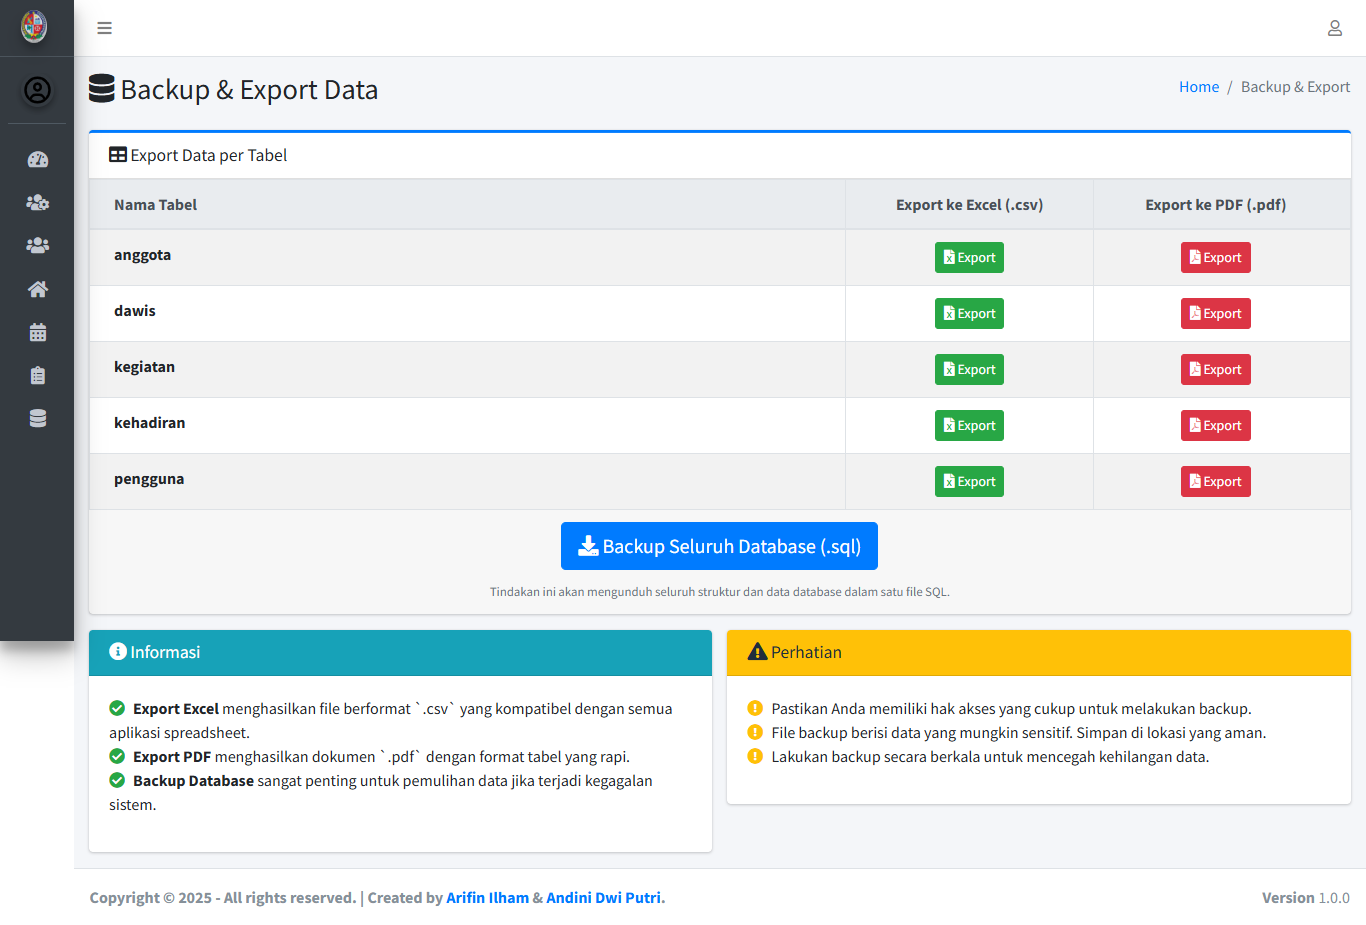 Backup & Export Data
Home / Backup & Export
Export Data per Tabel
Nama Tabel Export ke Excel (.csv) Export ke PDF (.pdf)
anggota Export Export
dawis Export Export
kegiatan Export Export
kehadiran Export Export
pengguna Export Export
Backup Seluruh Database (.sql)
Tindakan ini akan mengunduh seluruh struktur dan data database dalam satu file SQL.
Informasi
Export Excel menghasilkan file berformat `.csv` yang kompatibel dengan semua
aplikasi spreadsheet.
Export PDF menghasilkan dokumen `.pdf` dengan format tabel yang rapi.
Backup Database sangat penting untuk pemulihan data jika terjadi kegagalan
sistem.
Perhatian
Pastikan Anda memiliki hak akses yang cukup untuk melakukan backup.
File backup berisi data yang mungkin sensitif. Simpan di lokasi yang aman.
Lakukan backup secara berkala untuk mencegah kehilangan data.
Copyright © 2025 - All rights reserved. | Created by Arifin Ilham & Andini Dwi Putri.
Version 1.0.0